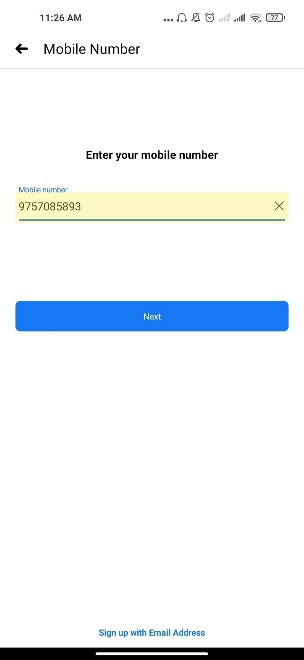 11:26 AM
77
Mobile Number
Enter your mobile number
Mobile number
9757085893
Next
Sign up with Email Address